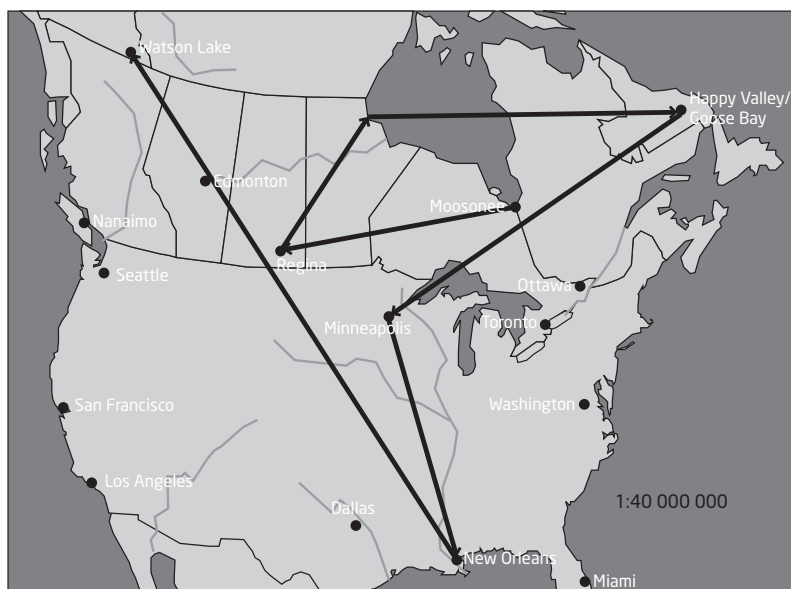 Watson Lake
Happy Valley/
Goose Bay
Edmonton
Moosonee
Nanaimo
Regina
Seattle
Ottawa
Minneapolis
Toronto
San Francisco
Washington
Los Angeles
1:40 000 000
Dallas
New Orleans
Miami